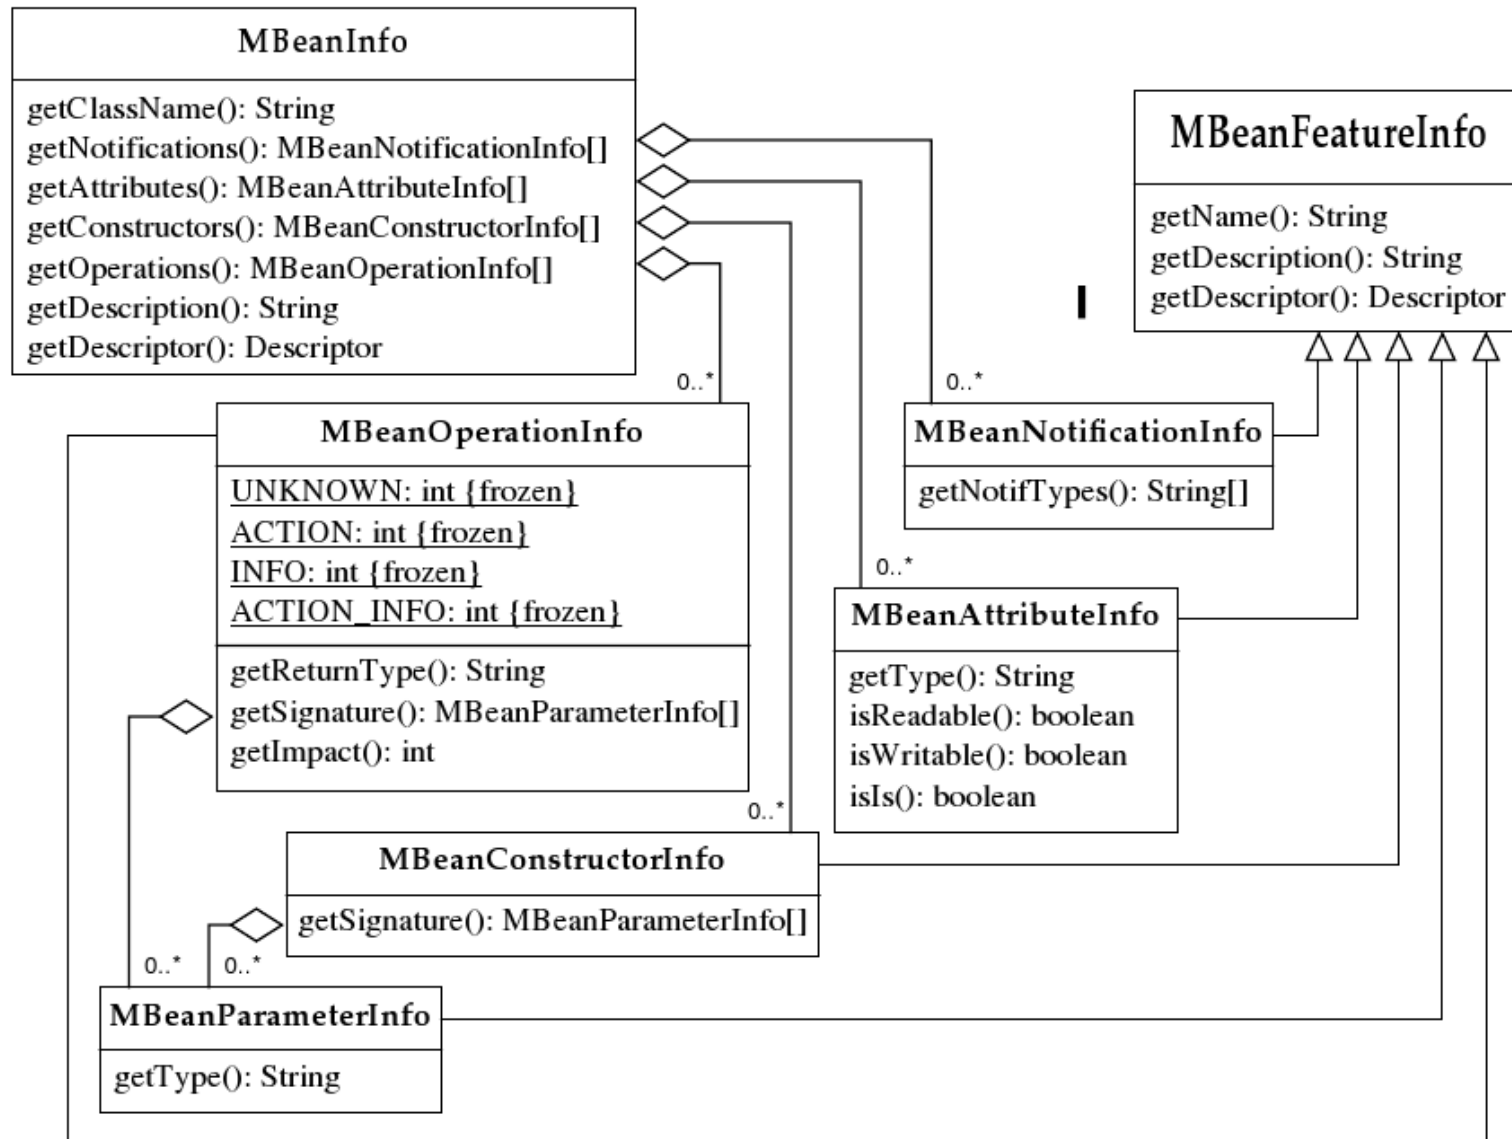 MBeanInfo
getClassName(): String
getNotifications(): MBeanNotificationInfo[]
getAttributes(): MBeanAttributeInfo[]
getConstructors(): MBeanConstructorInfo[]
getOperations(): MBeanOperationInfo[]
getDescription(): String
getDescriptor(): Descriptor
MBeanFeatureInfo
getName(): String
getDescription(): String
getDescriptor(): Descriptor
0..*
0..*
MBeanOperationInfo
UNKNOWN: int {frozen}
ACTION: int {frozen}
INFO: int {frozen}
ACTION_INFO: int {frozen}
getReturnType(): String
getSignature(): MBeanParameterInfo[]
getImpact(): int
MBeanNotificationInfo
getNotifTypes(): String[]
0..*
MBeanAttributeInfo
getType(): String
isReadable(): boolean
isWritable(): boolean
isIs(): boolean
0..*
MBeanConstructorInfo
getSignature(): MBeanParameterInfo[]
0..*
0..*
MBeanParameterInfo
getType(): String